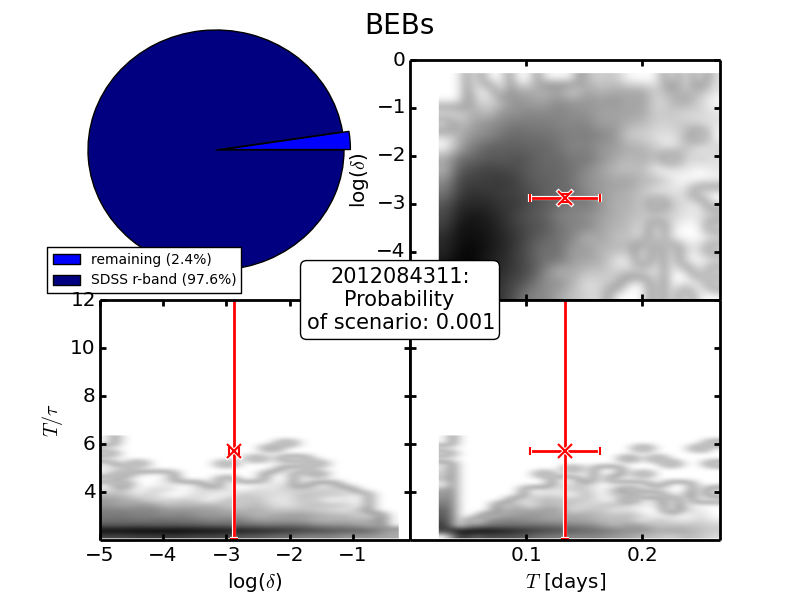 BEBs
remaining (2.4%)
SDSS r-band (97.6%)
0
−1
−2
−3
−4
log(δ)
2012084311:
Probability
of scenario: 0.001
12
10
8
6
4
T/τ
−5 −4 −3 −2 −1
log(δ)
0.1 0.2
T [days]